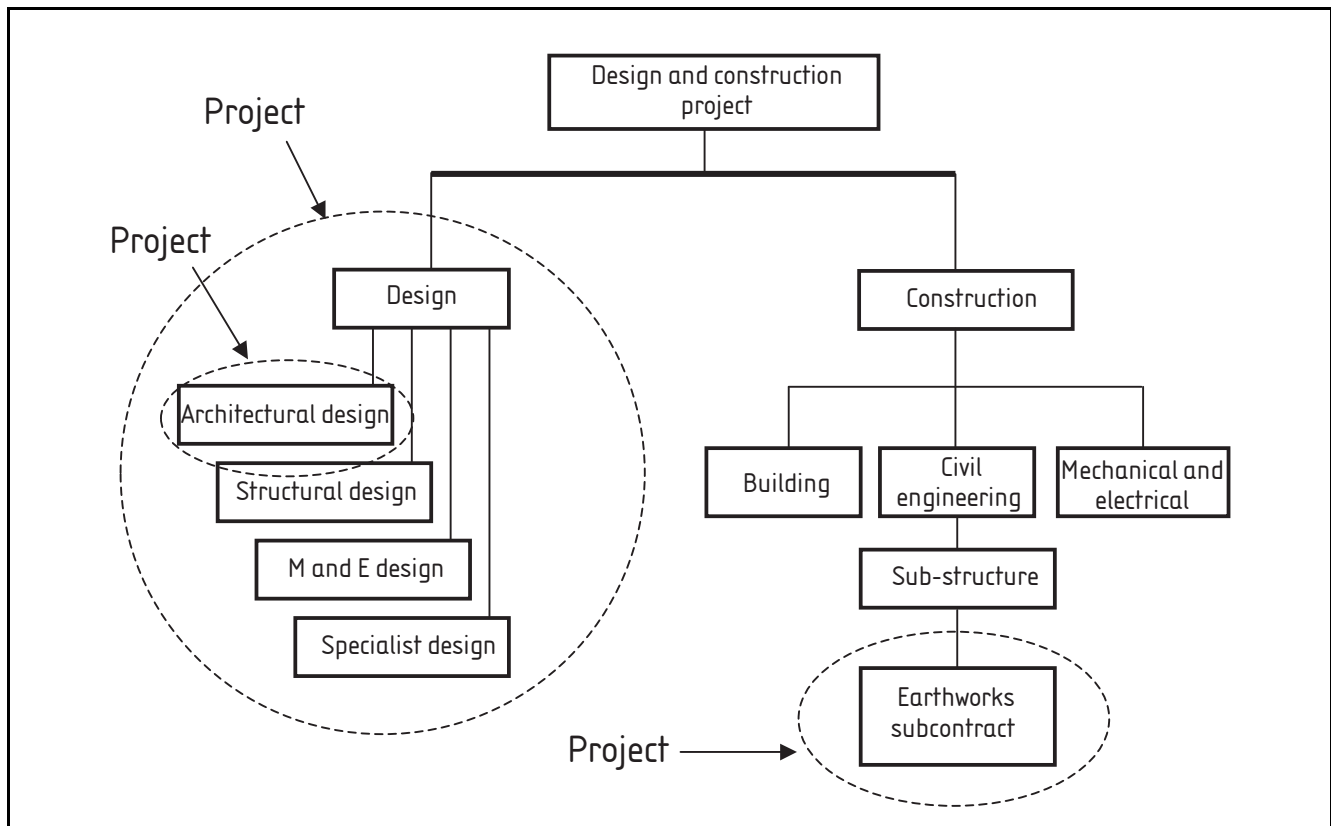 Design and construction
project
Project
Project
Design
Construction
Architectural design
Structural design
M and E design
Specialist design
Building
Civil
engineering
Mechanical and
electrical
Sub-structure
Earthworks
subcontract
Project